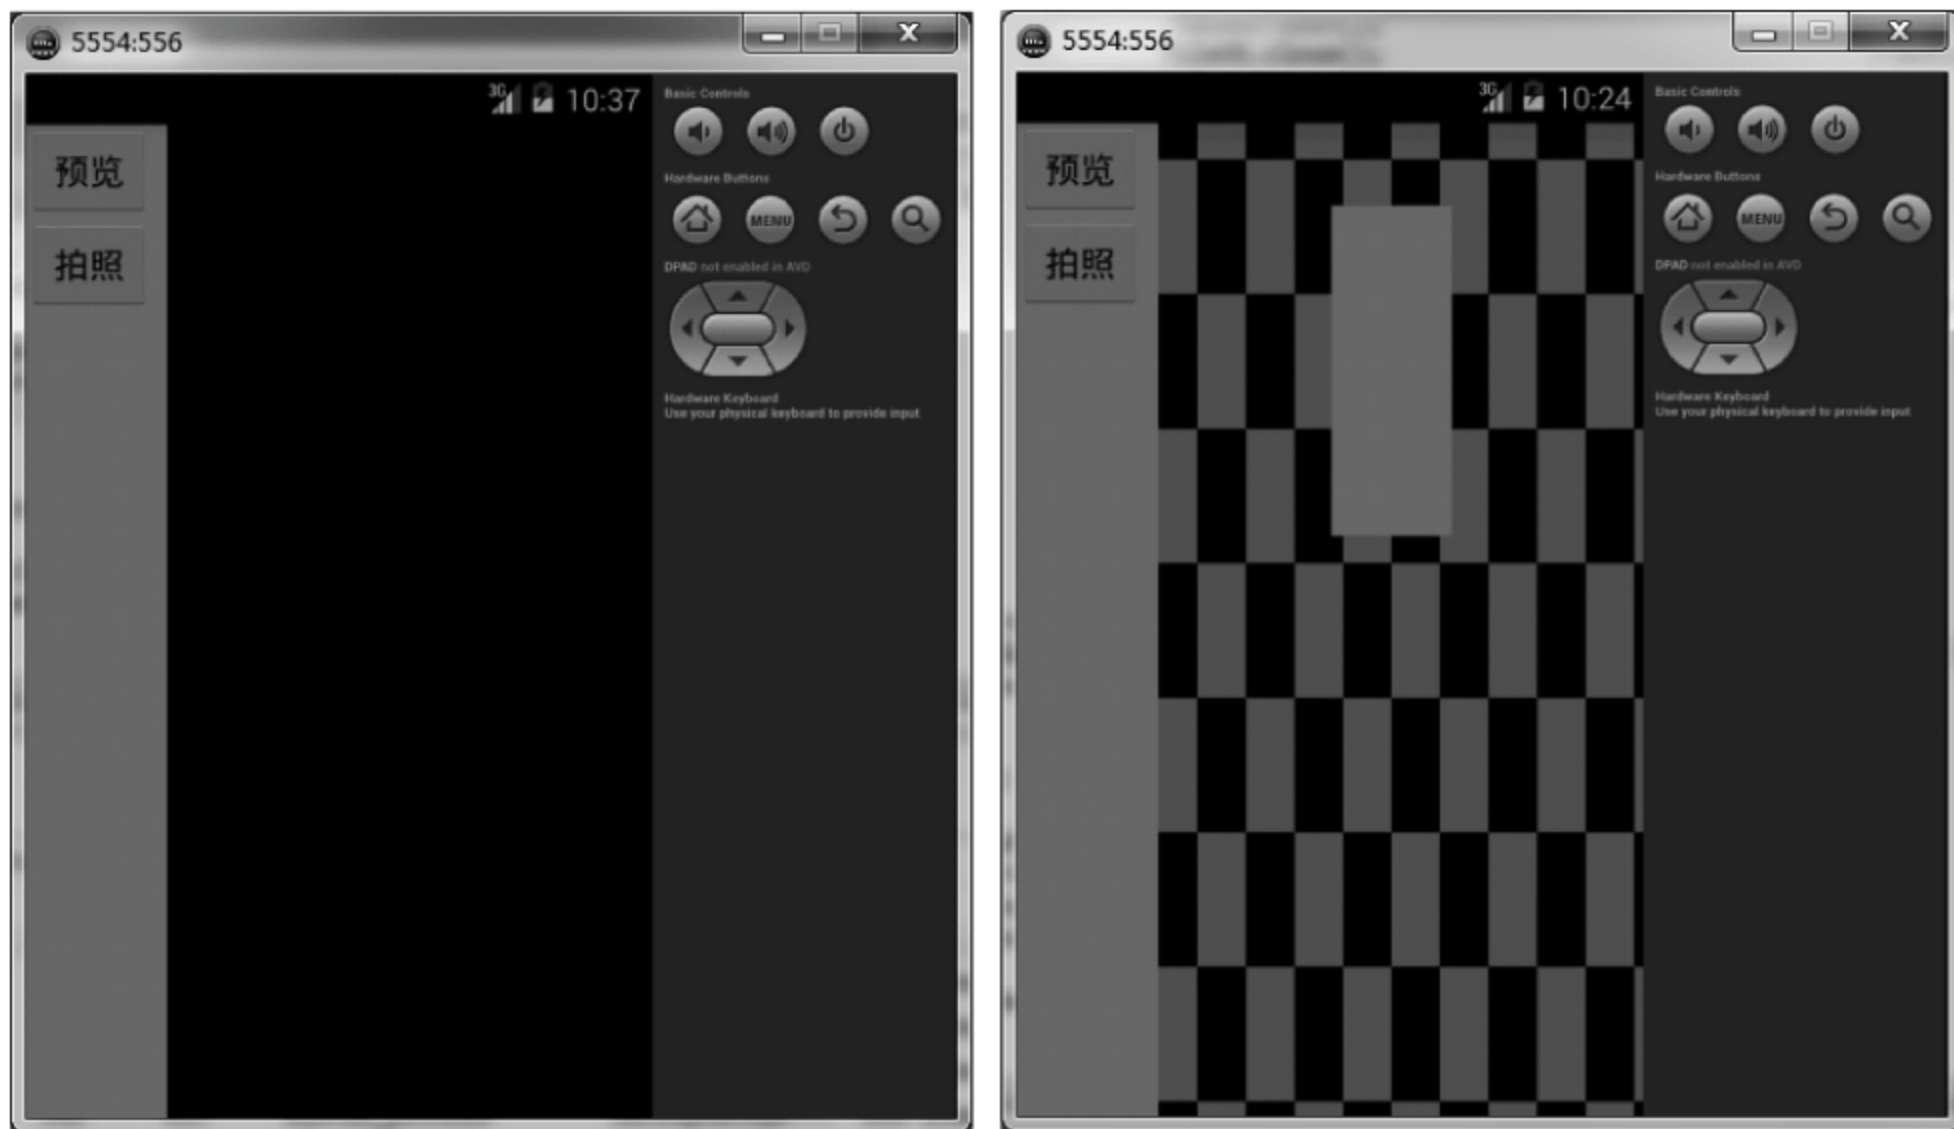 5554:556
3G 10:37
预览
拍照
Basic Controls
Hardware Buttons
MENU
DPAD not enabled in AVD
Hardware Keyboard
Use your physical keyboard to provide input
5554:556
3G 10:24
预览
拍照
Basic Controls
Hardware Buttons
MENU
DPAD not enabled in AVD
Hardware Keyboard
Use your physical keyboard to provide input